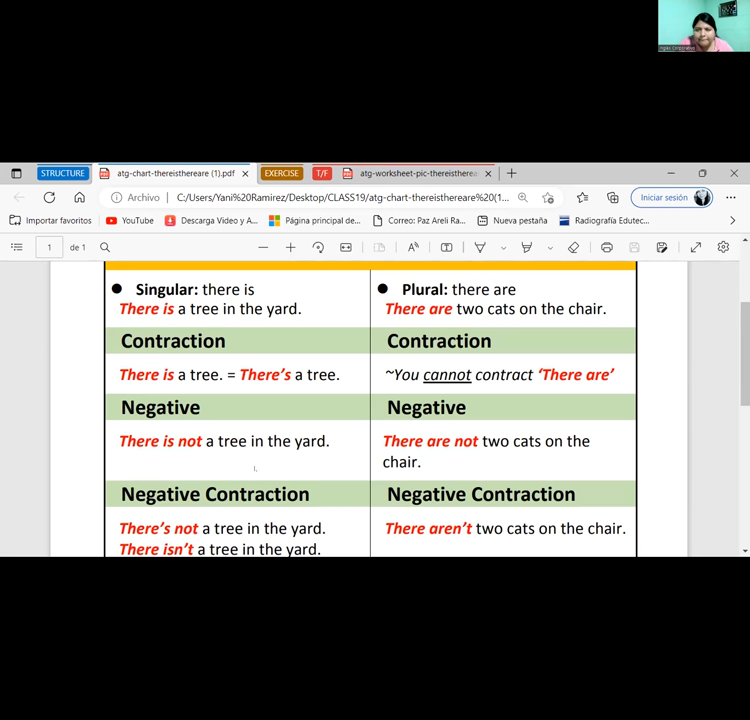 Inglés Corporativo
STRUCTURE
atg-chart-thereisthereare (1).pdf
EXERCISE
T/F
atg-worksheet-pic-thereisthere
Archivo
C:/Users/Yani%20Ramirez/Desktop/CLASS19/atg-chart-thereisthereare%20(1...
Iniciar sesión
Importar favoritos
YouTube
Descarga Video y A...
Página principal de...
Correo: Paz Areli Ra...
Nueva pestaña
Radiografía Edutec...
1
de 1
Singular: there is
There is a tree in the yard.
Contraction
There is a tree. = There's a tree.
Negative
There is not a tree in the yard.
Negative Contraction
There's not a tree in the yard.
There isn't a tree in the yard.
Plural: there are
There are two cats on the chair.
Contraction
~You cannot contract 'There are'
Negative
There are not two cats on the
chair.
Negative Contraction
There aren't two cats on the chair.